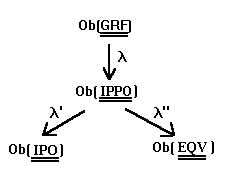 Ob(GRF)
λ
Ob(IPPO)
λ' λ''
Ob(IPO) Ob(EQV)